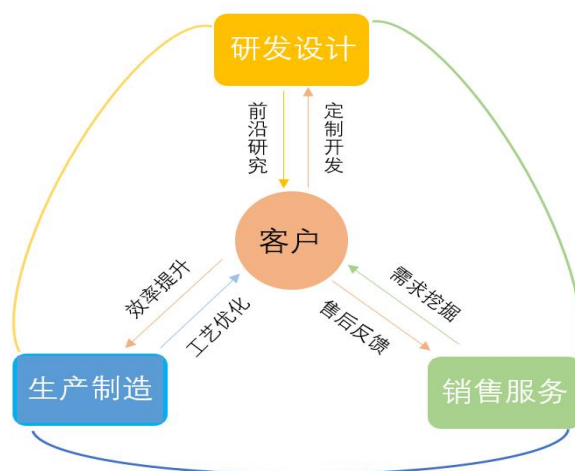 研发设计
前沿研究
定制开发
客户
效率提升
工艺优化
需求挖掘
售后反馈
生产制造
销售服务